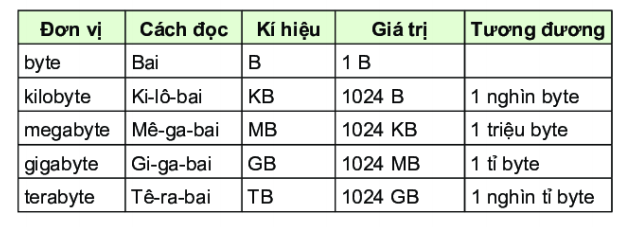 Đơn vị Cách đọc Kí hiệu Giá trị Tương đương
byte Bai B 1 B
kilobyte Ki-lô-bai KB 1024 B 1 nghìn byte
megabyte Mê-ga-bai MB 1024 KB 1 triệu byte
gigabyte Gi-ga-bai GB 1024 MB 1 tỉ byte
terabyte Tê-ra-bai TB 1024 GB 1 nghìn tỉ byte